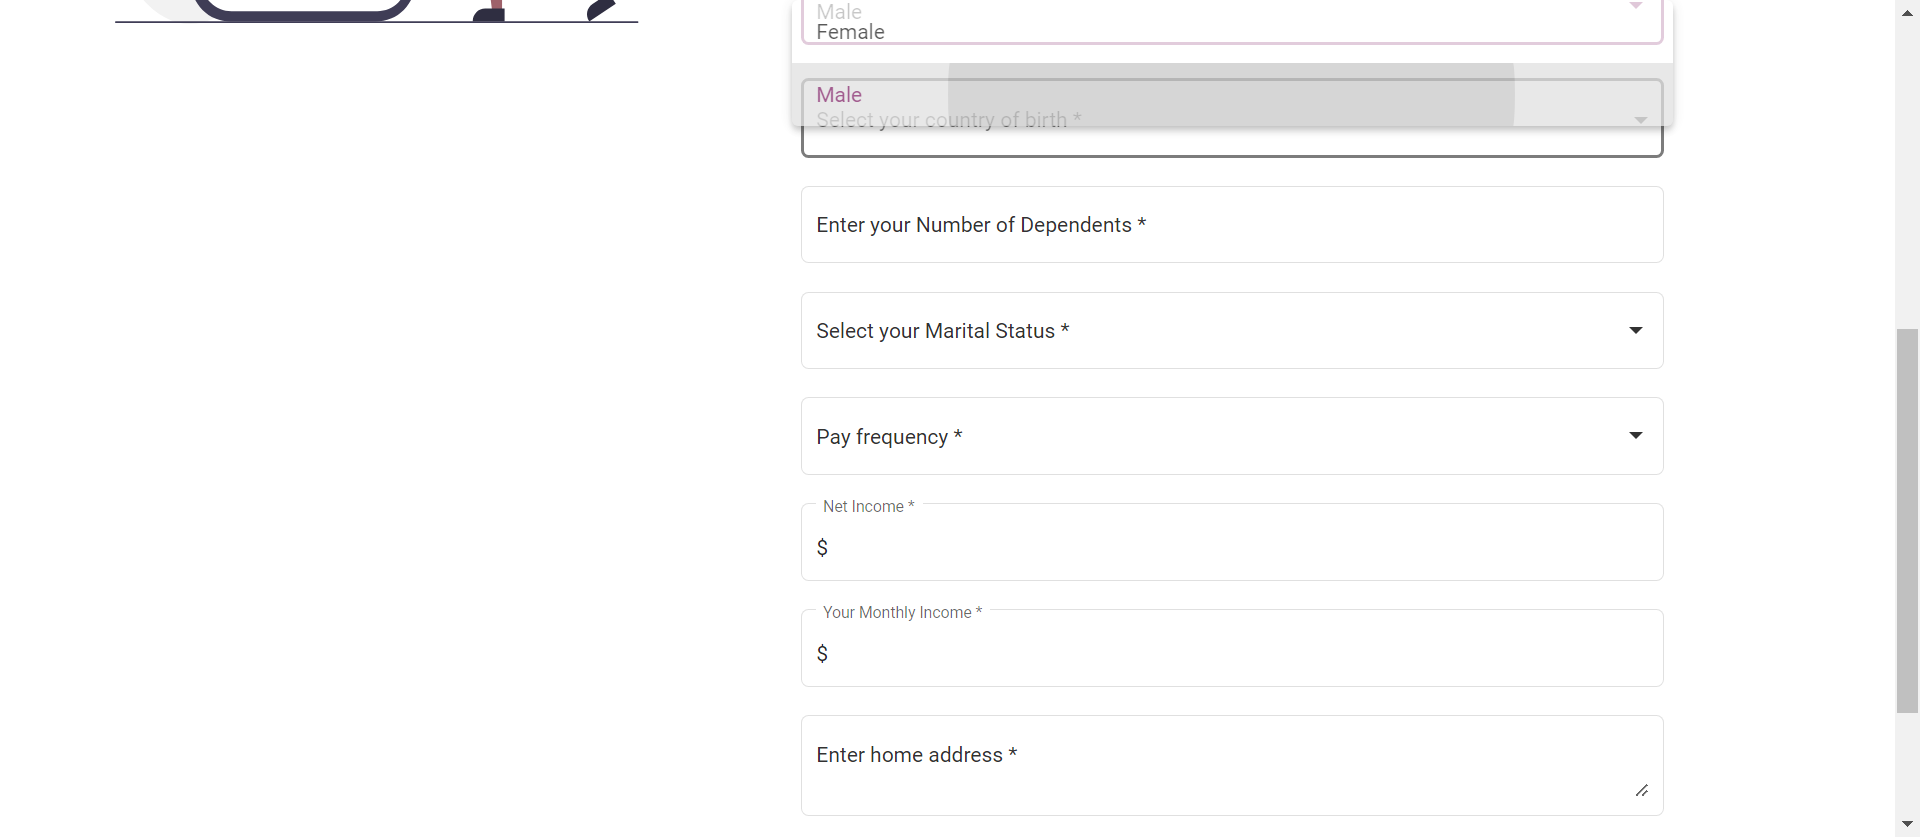 Male
Female
Male
Select your country of birth *
Enter your Number of Dependents *
Select your Marital Status *
Pay frequency *
Net Income *
$
Your Monthly Income *
$
Enter home address *